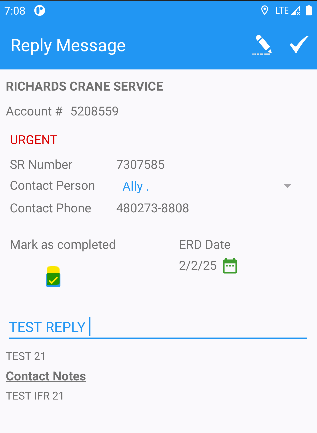 7:08
LTE
Reply Message
RICHARDS CRANE SERVICE
Account # 5208559
URGENT
SR Number 7307585
Contact Person Ally .
Contact Phone 480273-8808
Mark as completed ERD Date
2/2/25
TEST REPLY
TEST 21
Contact Notes
TEST IFR 21